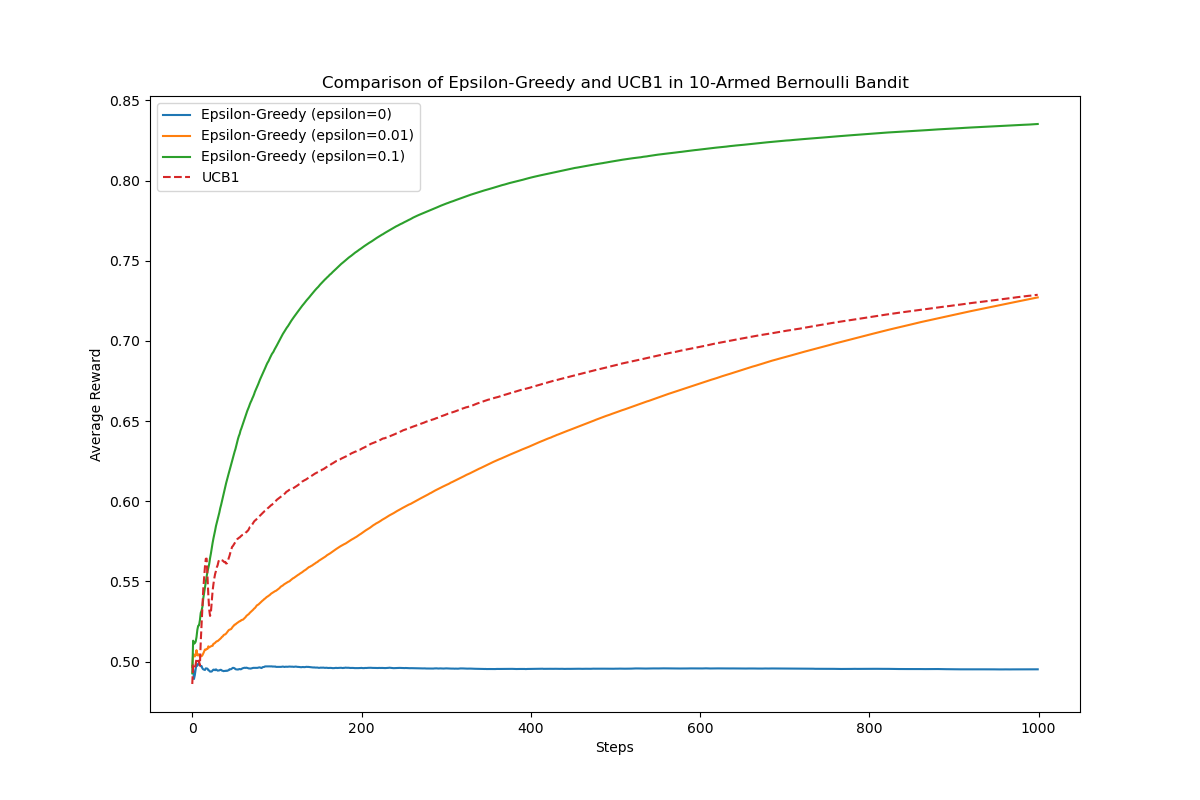 Comparison of Epsilon-Greedy and UCB1 in 10-Armed Bernoulli Bandit
Epsilon-Greedy (epsilon=0)
Epsilon-Greedy (epsilon=0.01)
Epsilon-Greedy (epsilon=0.1)
UCB1
Average Reward
0.85
0.80
0.75
0.70
0.65
0.60
0.55
0.50
0
200
400
600
800
1000
Steps